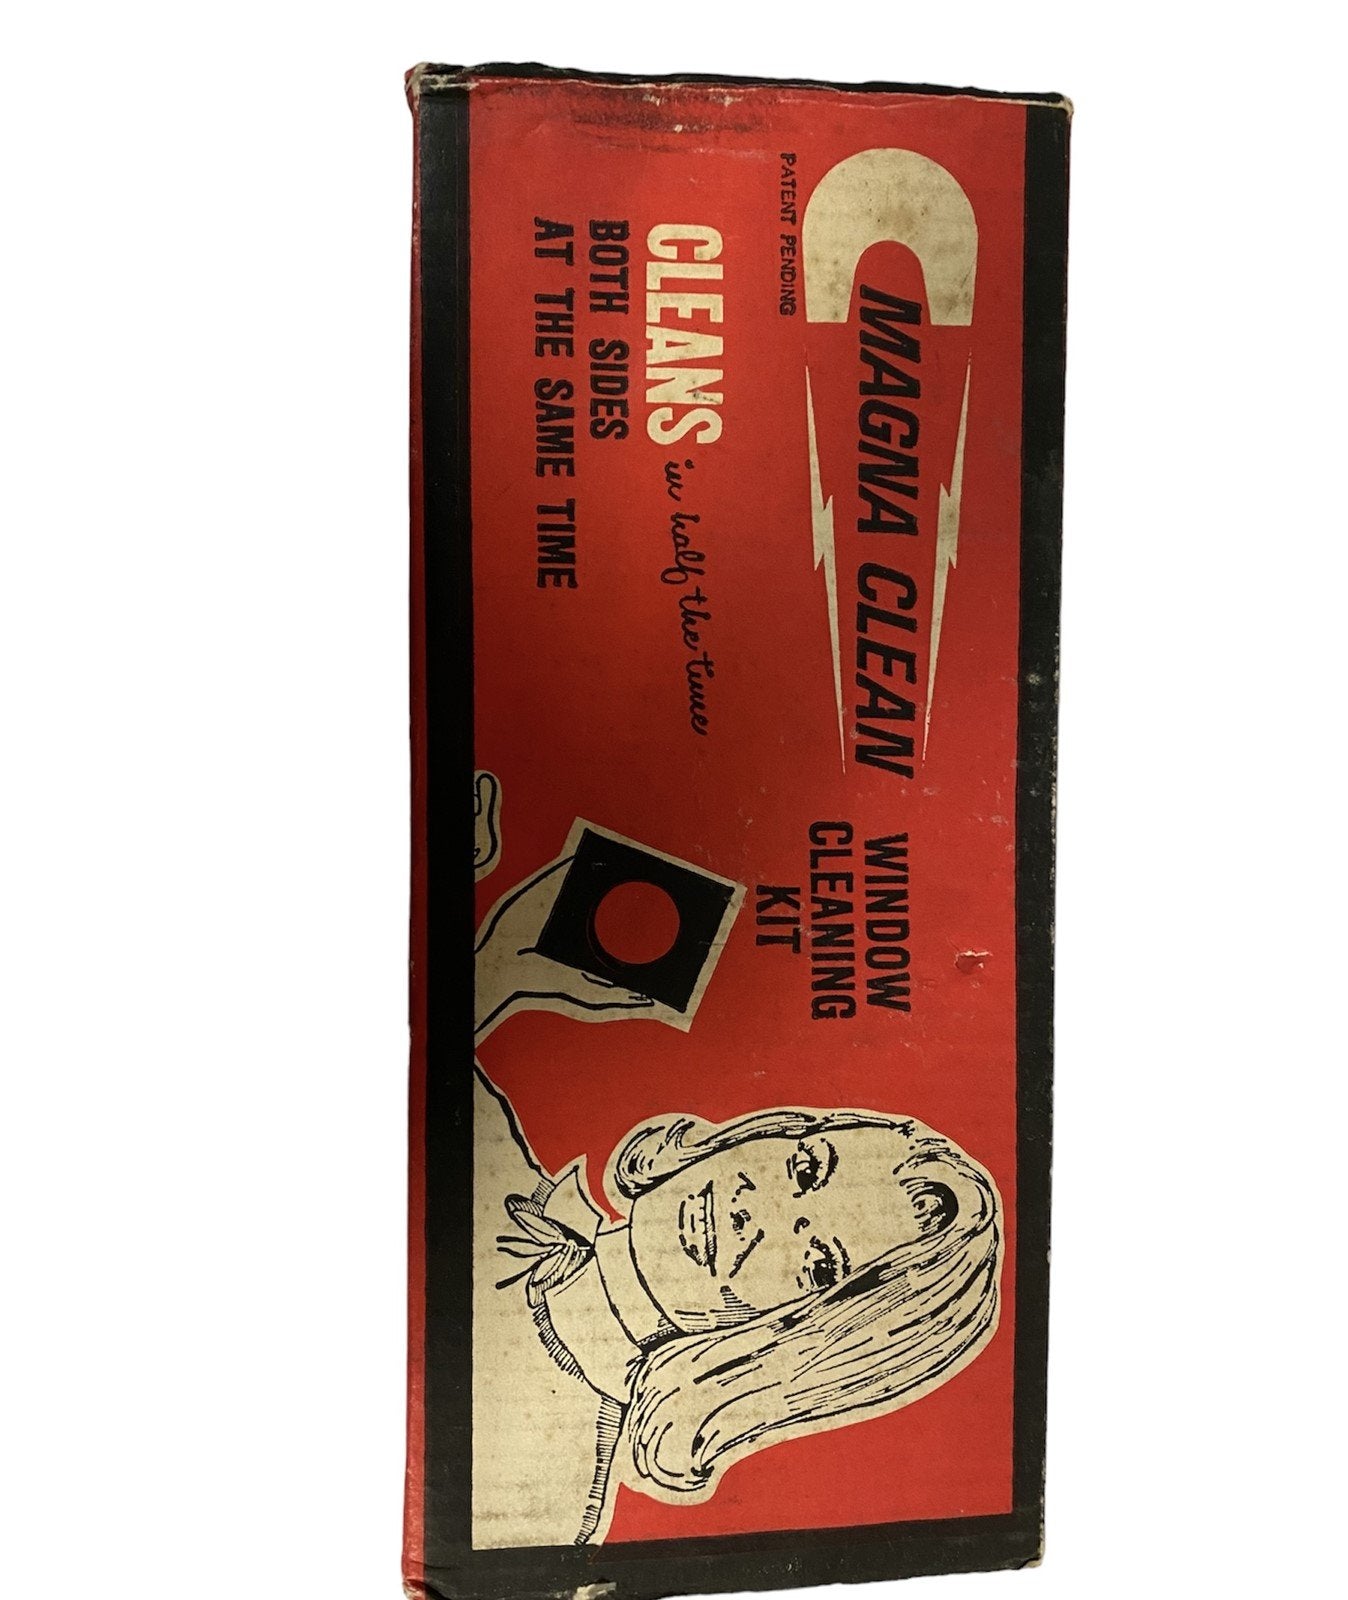 MAGNA CLEAN
PATENT PENDING
WINDOW
CLEANING
KIT
CLEANS in half the time
BOTH SIDES
AT THE SAME TIME